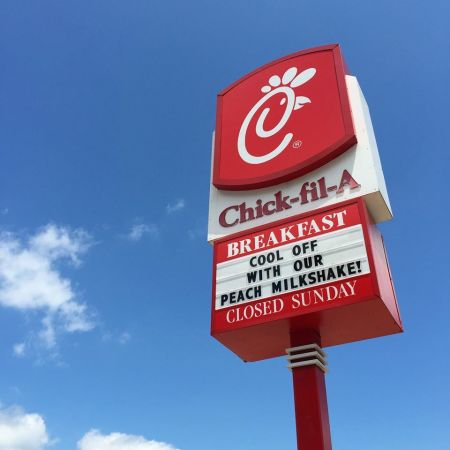 Chick-fil-A
BREAKFAST
COOL OFF
WITH OUR
PEACH MILKSHAKE!
CLOSED SUNDAY